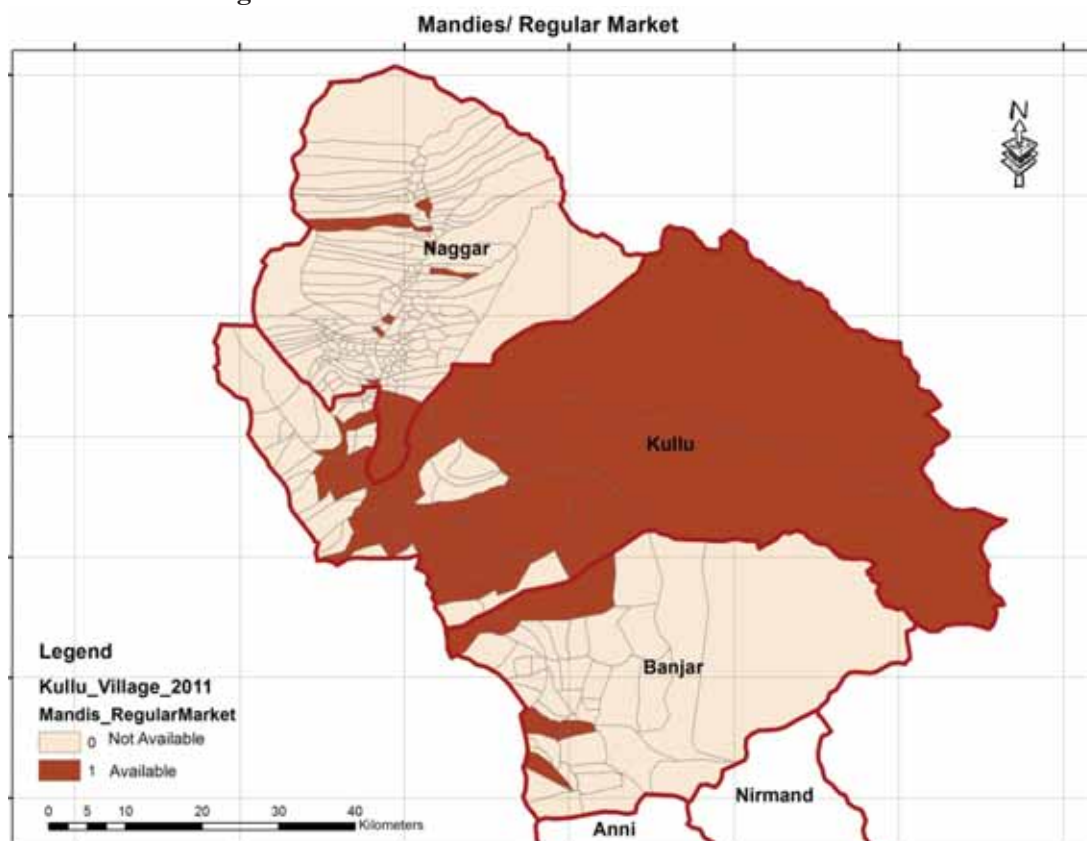 Mandies/ Regular Market
N
Naggar
Kullu
Banjar
Nirmand
Anni
Legend
Kullu_Village_2011
Mandis_RegularMarket
0 Not Available
1 Available
0 5 10 20 30 40
Kilometers